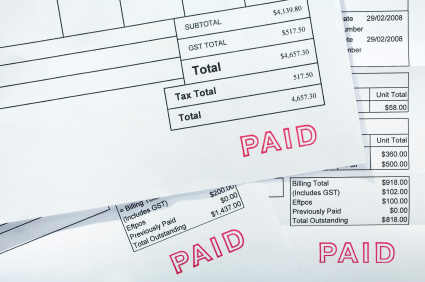 SUBTOTAL $4,139.80
GST TOTAL $517.50
Total $4,657.30
Tax Total 517.50
Total 4,657.30
PAID
ate 29/02/2008
umber
ate 29/02/2008
umber
Unit Total
$58.00
Unit Total
$360.00
$500.00
Billing Total $918.00
(Includes GST) $102.00
Eftpos $100.00
Previously Paid $0.00
Total Outstanding $818.00
PAID
Billing Total $200.00
(Includes GST) $0.00
Eftpos $1,437.00
Previously Paid
Total Outstanding
PAID